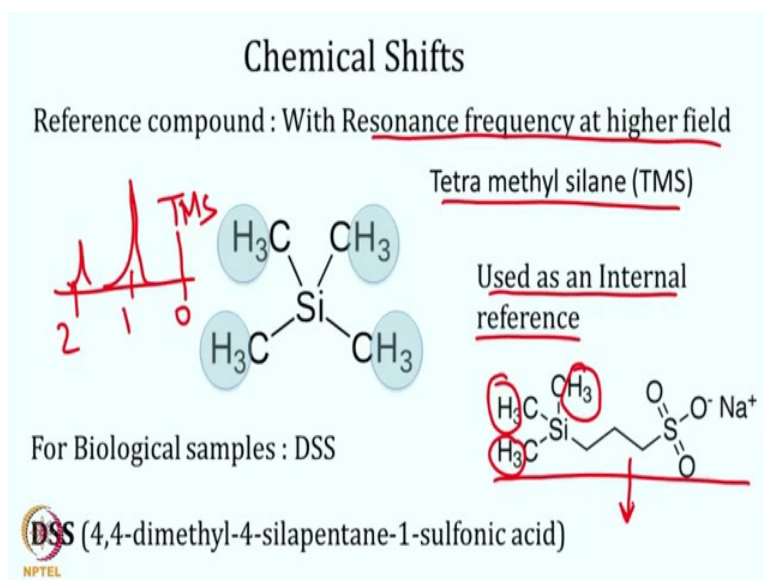 Chemical Shifts
Reference compound : With Resonance frequency at higher field
Tetra methyl silane (TMS)
TMS
H₃C CH₃
Si
H₃C CH₃
2 1 0
Used as an Internal
reference
CH₃
H₃C
Si
H₃C
O
S
O⁻ Na⁺
O
For Biological samples : DSS
DSS (4,4-dimethyl-4-silapentane-1-sulfonic acid)
NPTEL